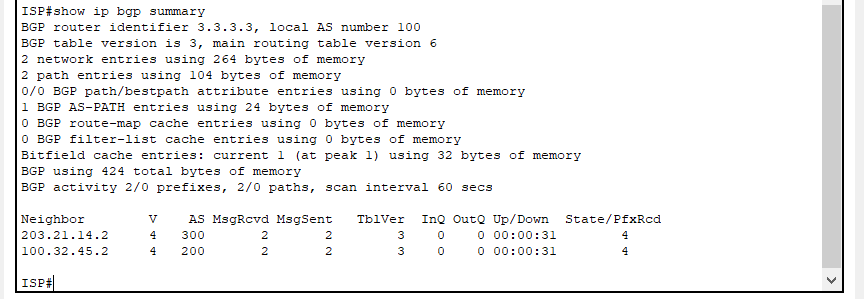 ISP#show ip bgp summary
BGP router identifier 3.3.3.3, local AS number 100
BGP table version is 3, main routing table version 6
2 network entries using 264 bytes of memory
2 path entries using 104 bytes of memory
0/0 BGP path/bestpath attribute entries using 0 bytes of memory
1 BGP AS-PATH entries using 24 bytes of memory
0 BGP route-map cache entries using 0 bytes of memory
0 BGP filter-list cache entries using 0 bytes of memory
Bitfield cache entries: current 1 (at peak 1) using 32 bytes of memory
BGP using 424 total bytes of memory
BGP activity 2/0 prefixes, 2/0 paths, scan interval 60 secs

Neighbor        V    AS MsgRcvd MsgSent   TblVer  InQ OutQ Up/Down  State/PfxRcd
203.21.14.2     4   300       2       2        3    0    0 00:00:31        4
100.32.45.2     4   200       2       2        3    0    0 00:00:31        4

ISP#